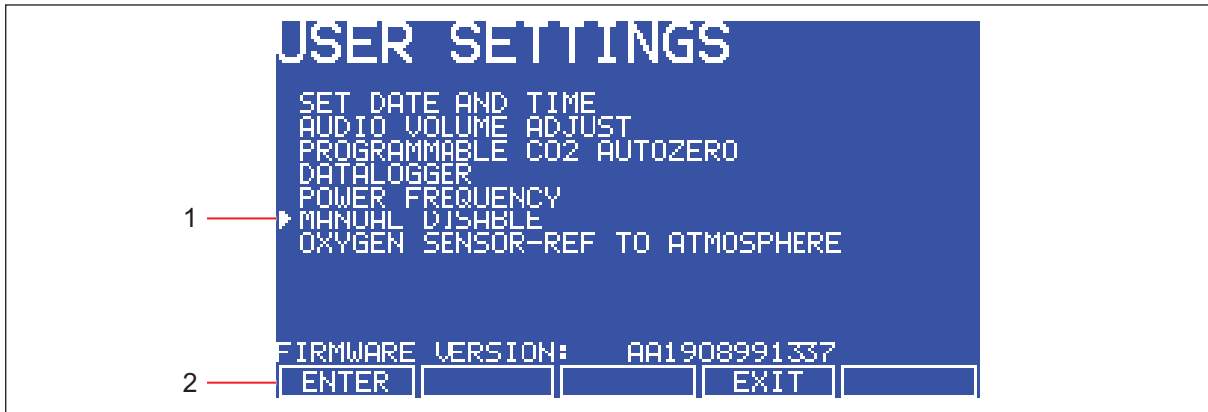 USER SETTINGS
SET DATE AND TIME
AUDIO VOLUME ADJUST
PROGRAMMABLE CO2 AUTOZERO
DATALOGGER
POWER FREQUENCY
1 MANUAL DISABLE
OXYGEN SENSOR-REF TO ATMOSPHERE
FIRMWARE VERSION: AA1908991337
2 ENTER EXIT